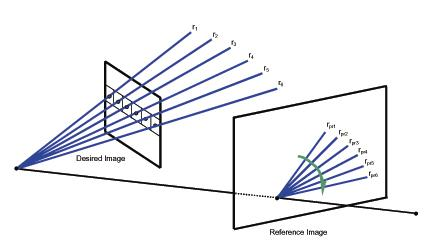 r1
r2
r3
r4
r5
r6
Desired Image
rpr1
rpr2
rpr3
rpr4
rpr5
rpr6
Reference Image